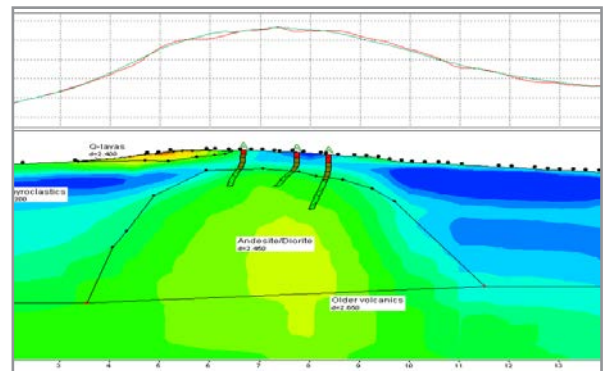 Q-lavas
d=2.400
yroclastics
200
Andesite/Diorite
d=2.450
Older volcanics
d=2.550
3 4 5 6 7 8 9 10 11 12 13